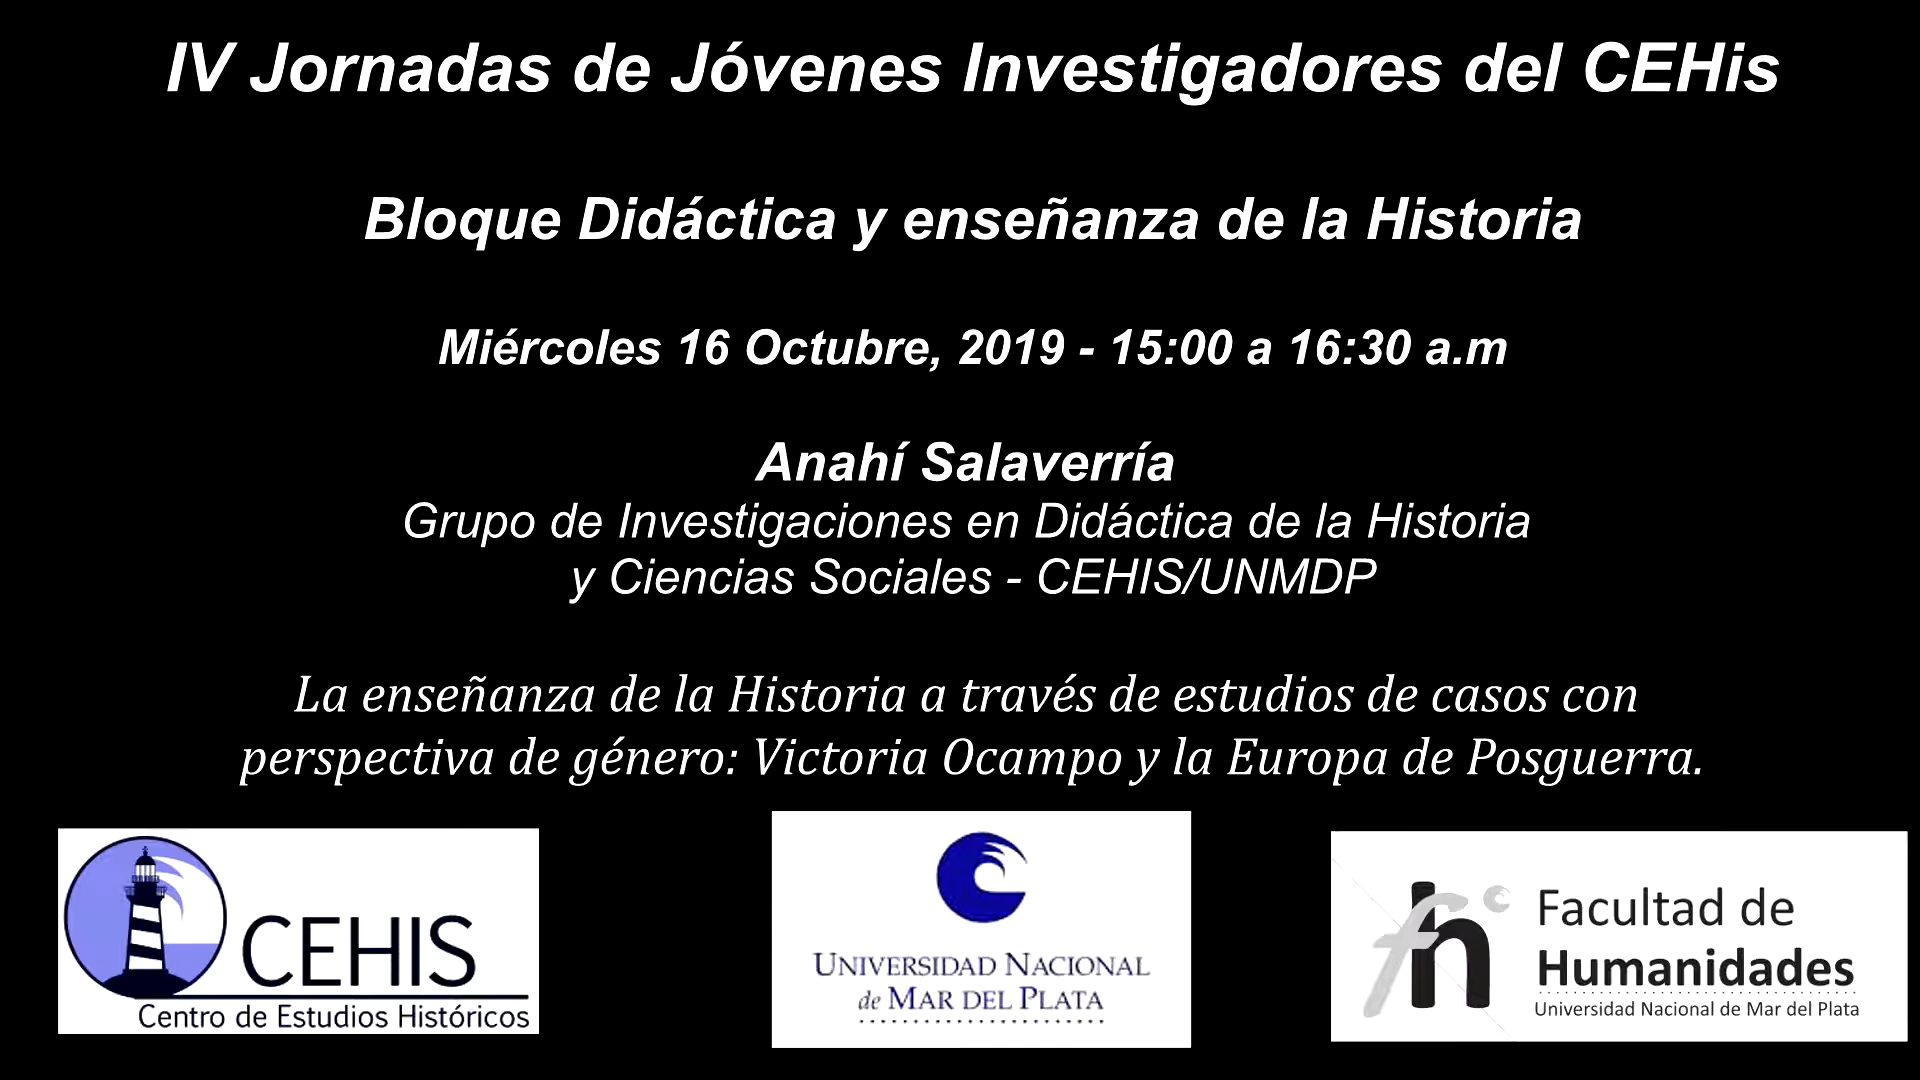 IV Jornadas de Jóvenes Investigadores del CEHis
Bloque Didáctica y enseñanza de la Historia
Miércoles 16 Octubre, 2019 - 15:00 a 16:30 a.m
Anahí Salaverría
Grupo de Investigaciones en Didáctica de la Historia
y Ciencias Sociales - CEHIS/UNMDP
La enseñanza de la Historia a través de estudios de casos con
perspectiva de género: Victoria Ocampo y la Europa de Posguerra.
CEHIS
Centro de Estudios Históricos
UNIVERSIDAD NACIONAL
de MAR DEL PLATA
fh
Facultad de
Humanidades
Universidad Nacional de Mar del Plata